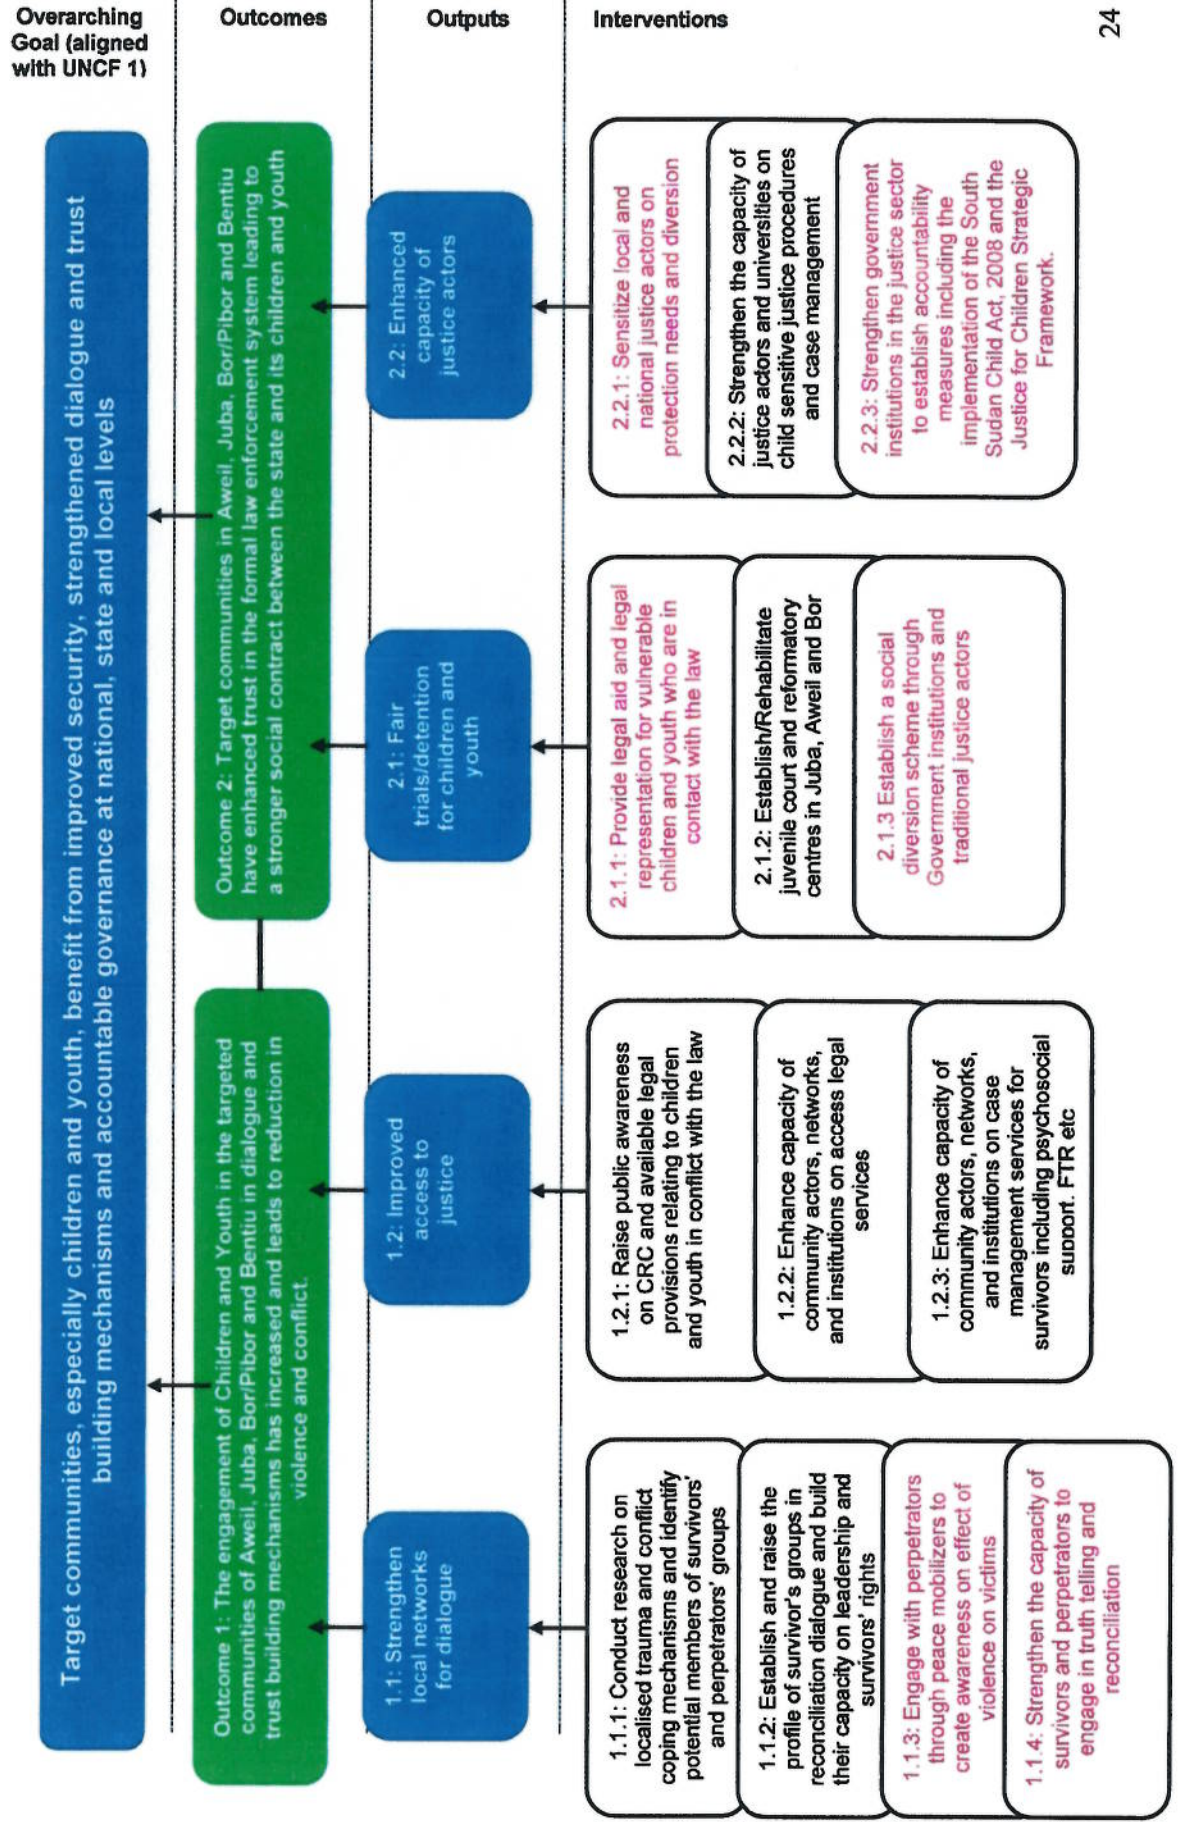 Overarching
Goal (aligned
with UNCF 1)
Target communities, especially children and youth, benefit from improved security, strengthened dialogue and trust
building mechanisms and accountable governance at national, state and local levels
Outcomes
Outcome 1: The engagement of Children and Youth in the targeted
communities of Aweil, Juba, Bor/Pibor and Bentiu in dialogue and
trust building mechanisms has increased and leads to reduction in
violence and conflict.
Outcome 2: Target communities in Aweil, Juba, Bor/Pibor and Bentiu
have enhanced trust in the formal law enforcement system leading to
a stronger social contract between the state and its children and youth
Outputs
1.1: Strengthen
local networks
for dialogue
1.2: Improved
access to
justice
2.1: Fair
trials/detention
for children and
youth
2.2: Enhanced
capacity of
justice actors
Interventions
1.1.1: Conduct research on
localised trauma and conflict
coping mechanisms and identify
potential members of survivors'
and perpetrators' groups
1.1.2: Establish and raise the
profile of survivor's groups in
reconciliation dialogue and build
their capacity on leadership and
survivors' rights
1.1.3: Engage with perpetrators
through peace mobilizers to
create awareness on effect of
violence on victims
1.1.4: Strengthen the capacity of
survivors and perpetrators to
engage in truth telling and
reconciliation
1.2.1: Raise public awareness
on CRC and available legal
provisions relating to children
and youth in conflict with the law
1.2.2: Enhance capacity of
community actors, networks,
and institutions on access legal
services
1.2.3: Enhance capacity of
community actors, networks,
and institutions on case
management services for
survivors including psychosocial
support. FTR etc
2.1.1: Provide legal aid and legal
representation for vulnerable
children and youth who are in
contact with the law
2.1.2: Establish/Rehabilitate
juvenile court and reformatory
centres in Juba, Aweil and Bor
2.1.3 Establish a social
diversion scheme through
Government institutions and
traditional justice actors
2.2.1: Sensitize local and
national justice actors on
protection needs and diversion
2.2.2: Strengthen the capacity of
justice actors and universities on
child sensitive justice procedures
and case management
2.2.3: Strengthen government
institutions in the justice sector
to establish accountability
measures including the
implementation of the South
Sudan Child Act, 2008 and the
Justice for Children Strategic
Framework.
24